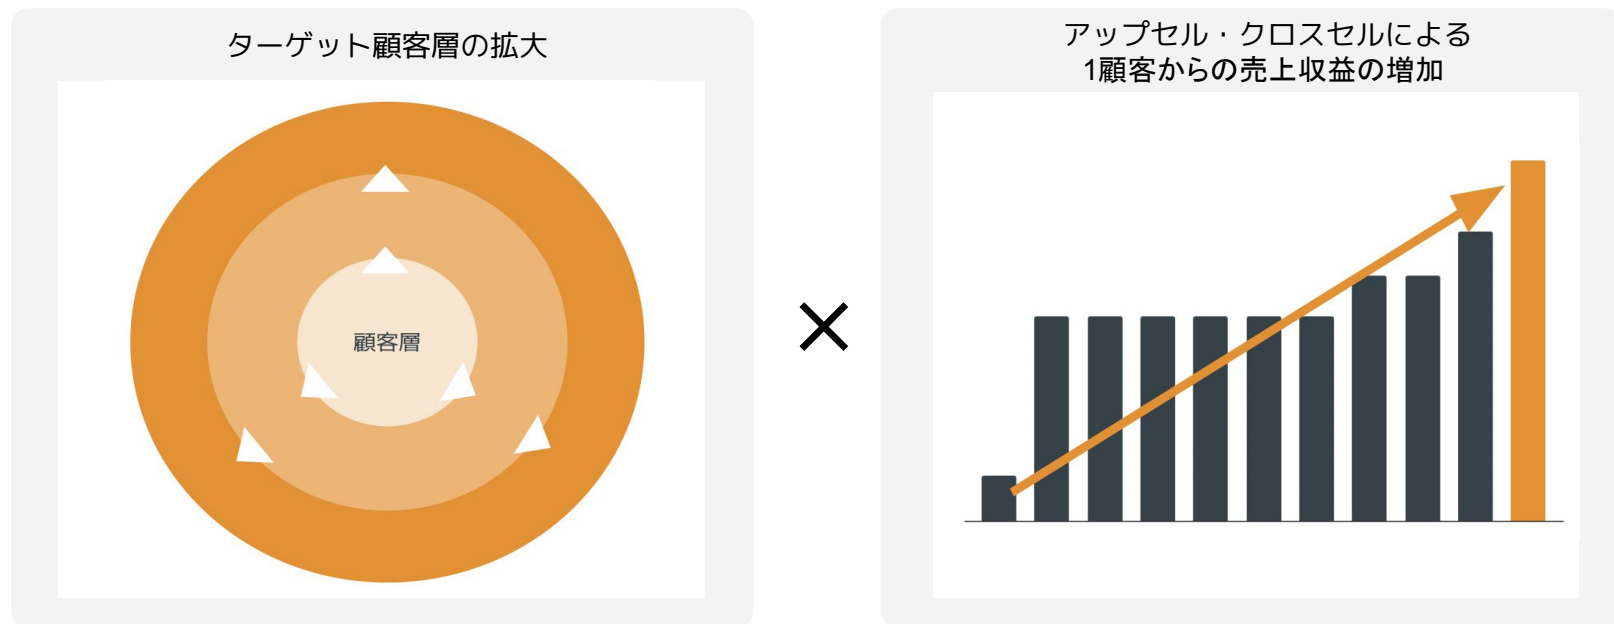 ターゲット顧客層の拡大
顧客層
×
アップセル・クロスセルによる
1顧客からの売上収益の増加